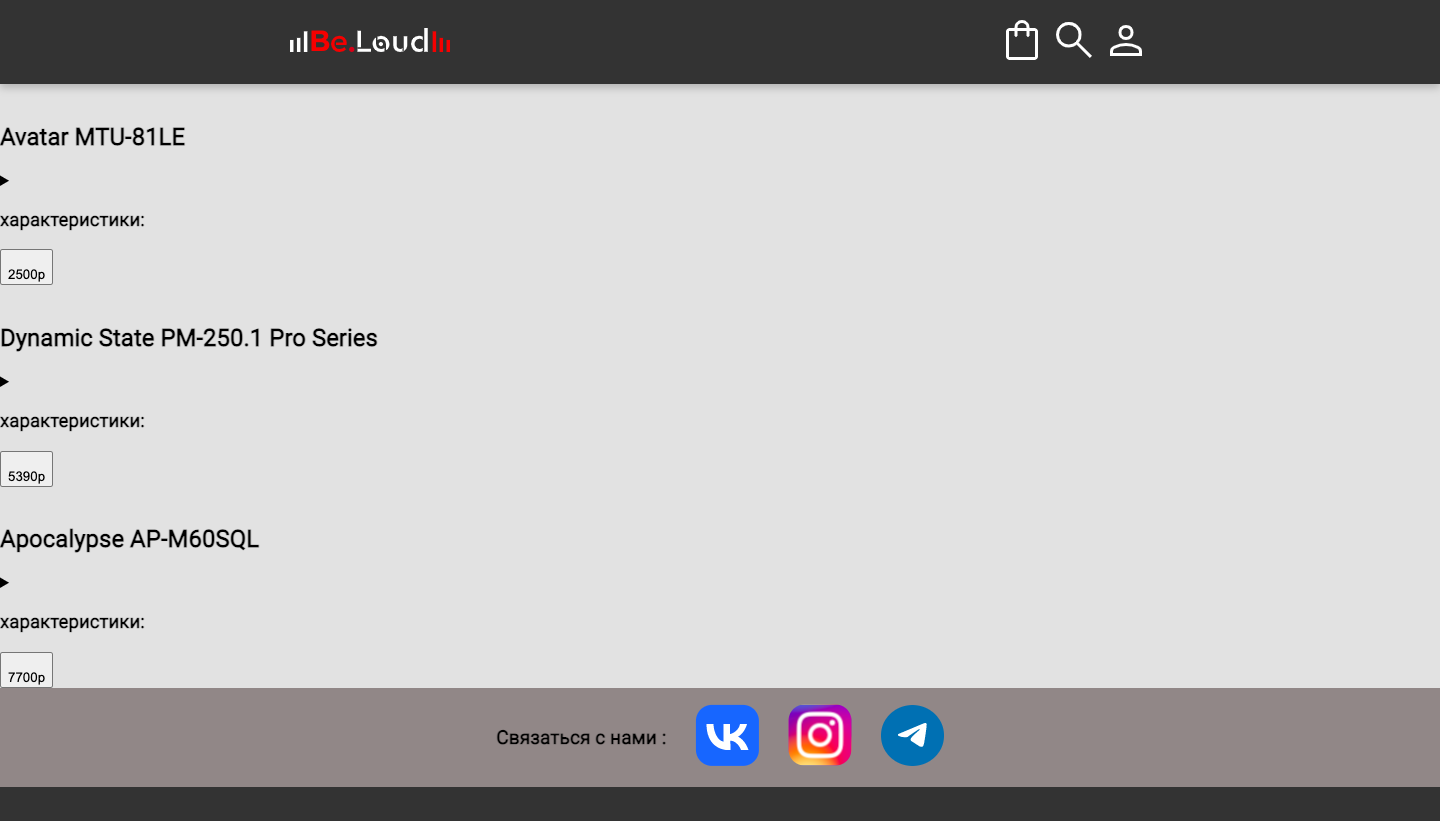 Be.Loud
Avatar MTU-81LE
характеристики:
2500р
Dynamic State PM-250.1 Pro Series
характеристики:
5390р
Apocalypse AP-M60SQL
характеристики:
7700р
Связаться с нами :